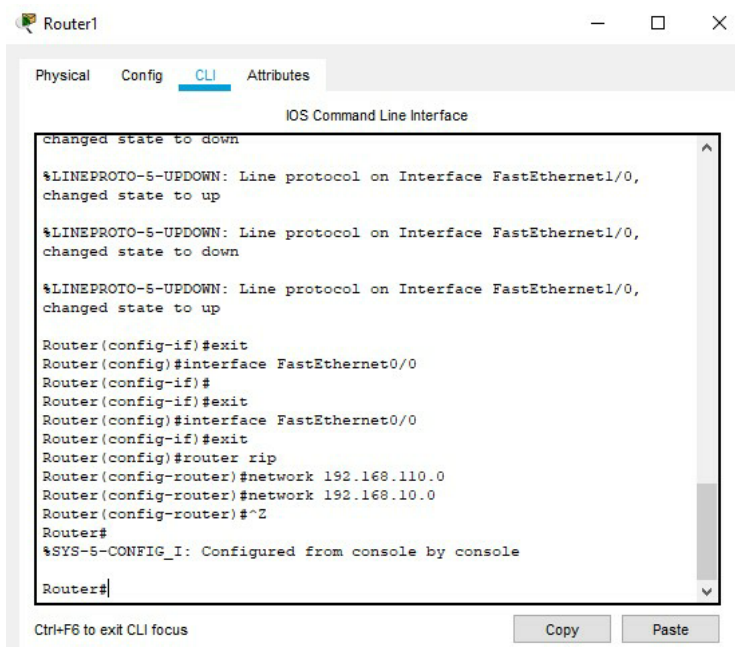 Router1
Physical Config CLI Attributes
IOS Command Line Interface
changed state to down
%LINEPROTO-5-UPDOWN: Line protocol on Interface FastEthernet1/0,
changed state to up
%LINEPROTO-5-UPDOWN: Line protocol on Interface FastEthernet1/0,
changed state to down
%LINEPROTO-5-UPDOWN: Line protocol on Interface FastEthernet1/0,
changed state to up
Router(config-if)#exit
Router(config)#interface FastEthernet0/0
Router(config-if)#
Router(config-if)#exit
Router(config)#interface FastEthernet0/0
Router(config-if)#exit
Router(config)#router rip
Router(config-router)#network 192.168.110.0
Router(config-router)#network 192.168.10.0
Router(config-router)#^Z
Router#
%SYS-5-CONFIG_I: Configured from console by console
Router#
Ctrl+F6 to exit CLI focus
Copy Paste